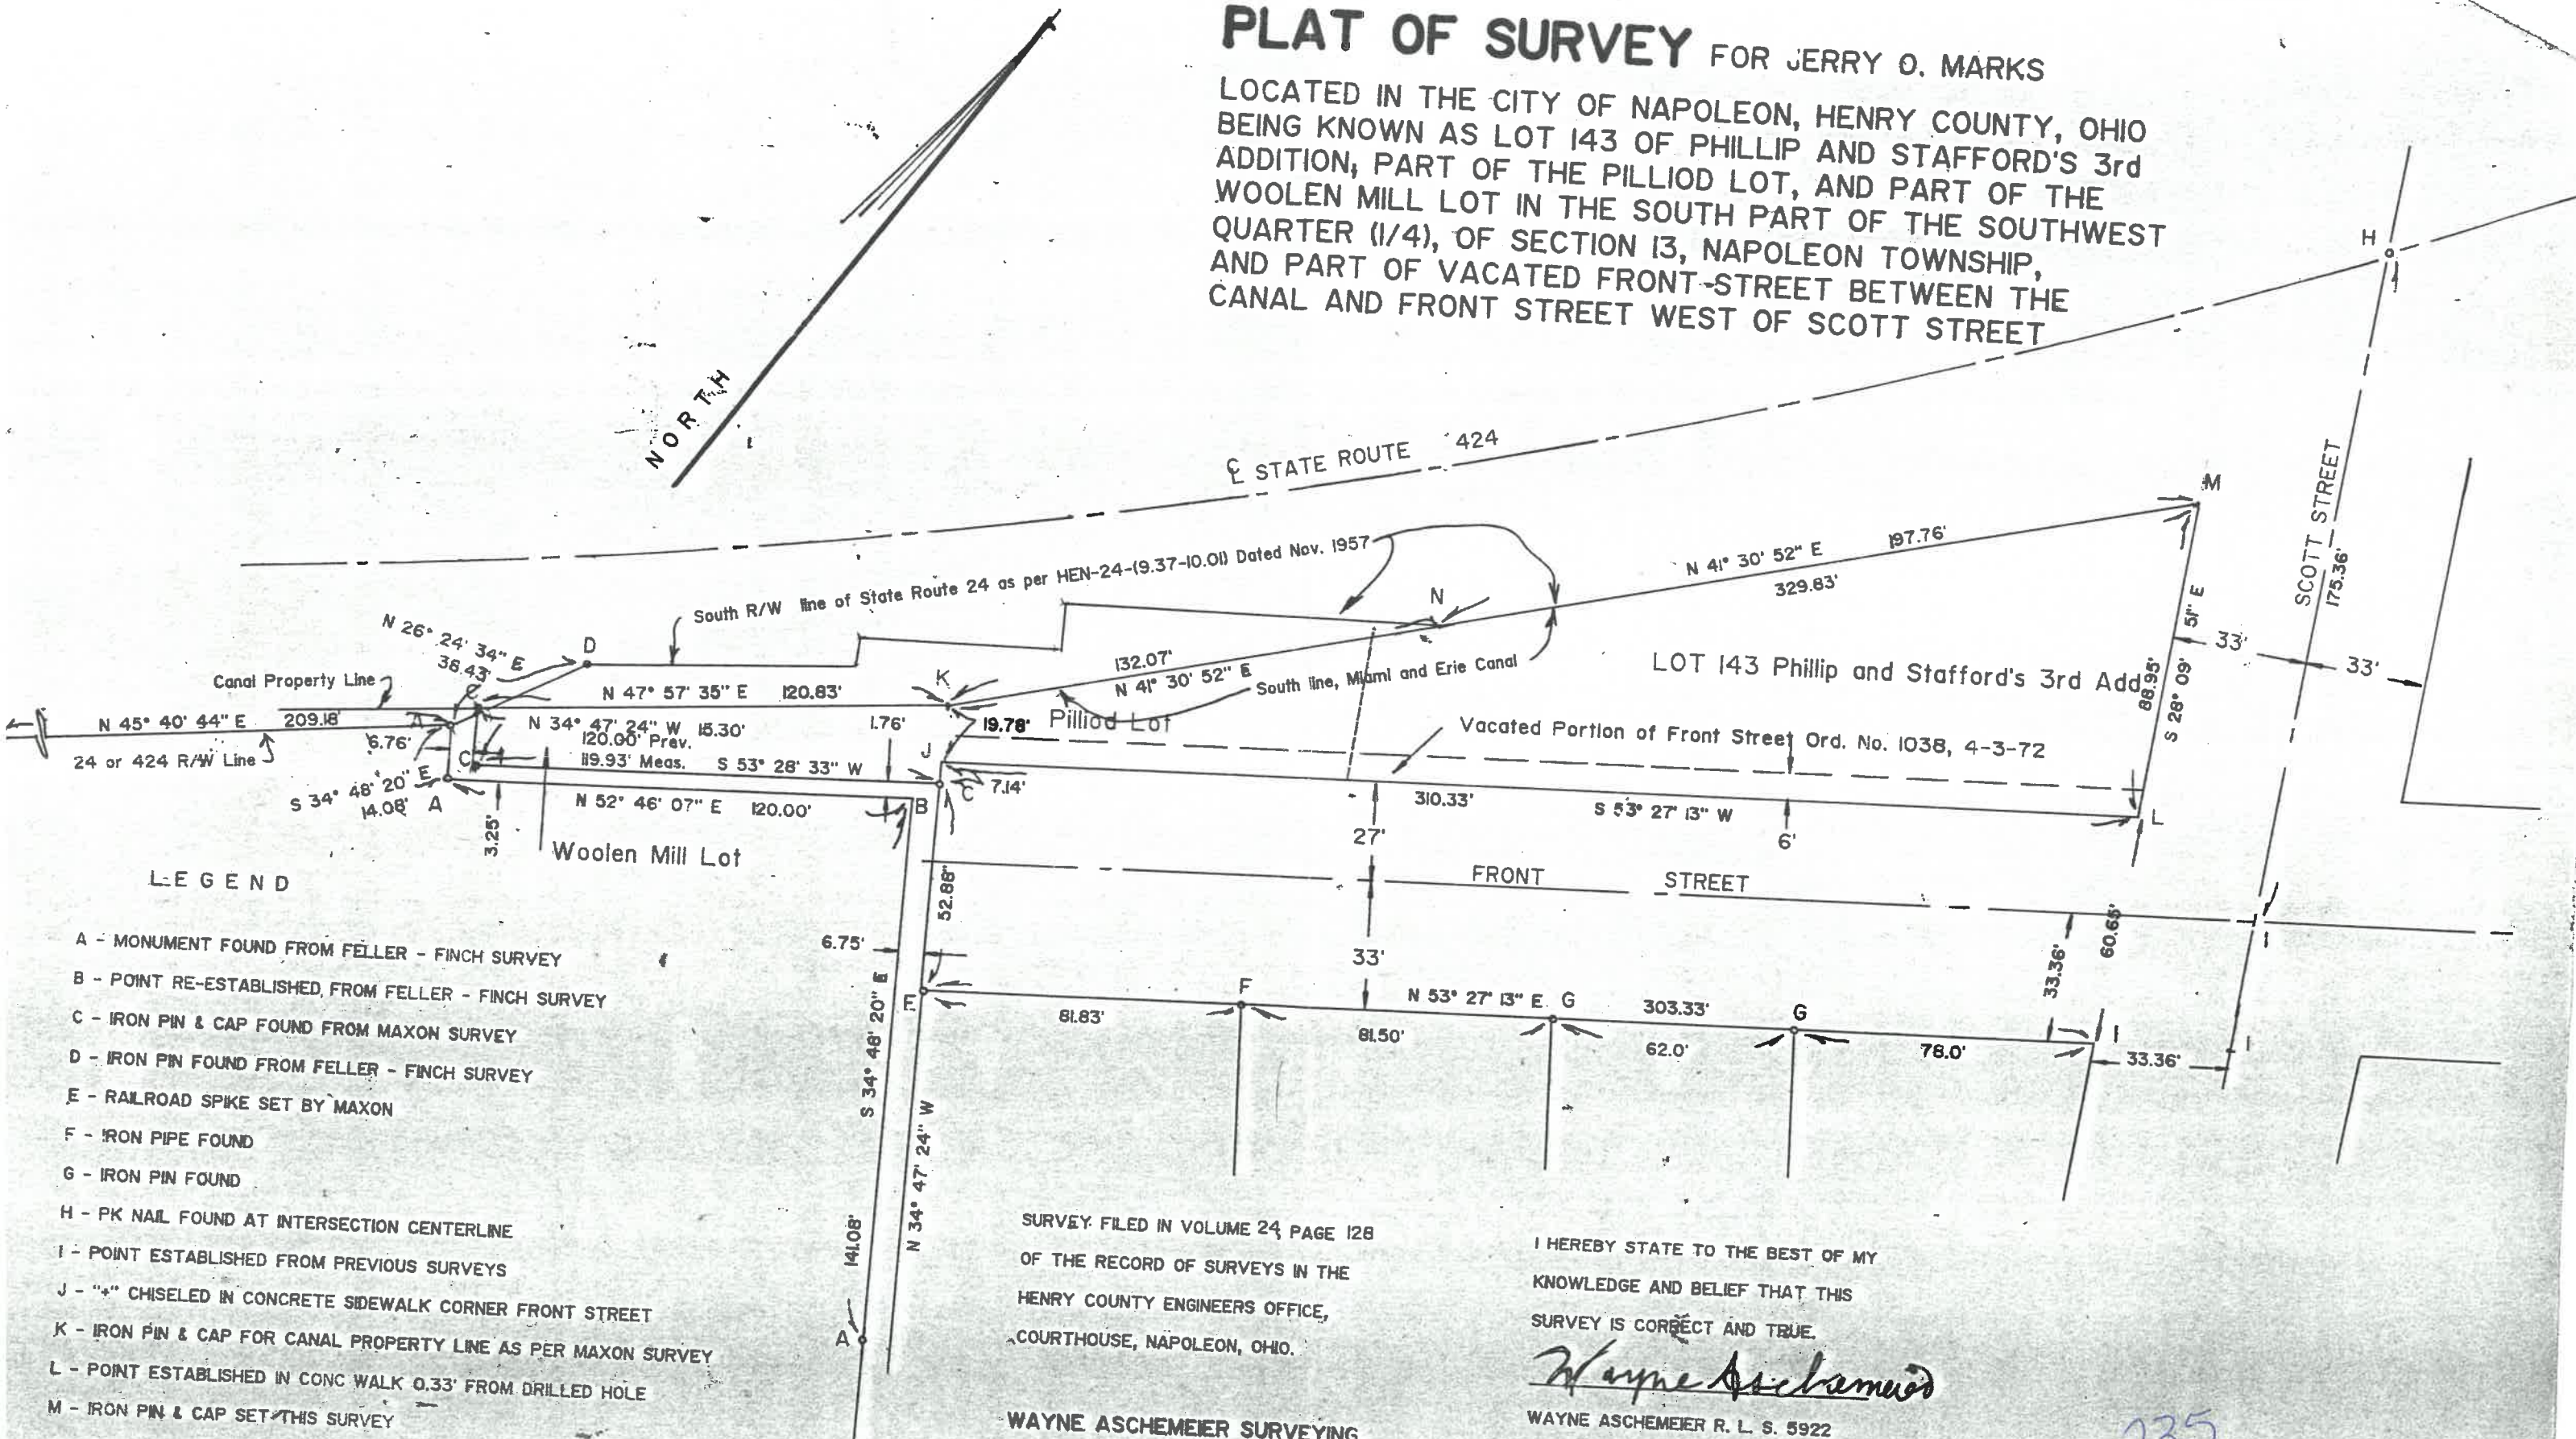 PLAT OF SURVEY FOR JERRY O. MARKS
LOCATED IN THE CITY OF NAPOLEON, HENRY COUNTY, OHIO
BEING KNOWN AS LOT 143 OF PHILLIP AND STAFFORD'S 3rd
ADDITION, PART OF THE PILLIOD LOT, AND PART OF THE
WOOLEN MILL LOT IN THE SOUTH PART OF THE SOUTHWEST
QUARTER (1/4), OF SECTION 13, NAPOLEON TOWNSHIP,
AND PART OF VACATED FRONT-STREET BETWEEN THE
CANAL AND FRONT STREET WEST OF SCOTT STREET
NORTH
H
℄ STATE ROUTE 424
SCOTT STREET
175.36'
M
N 41° 30' 52" E 197.76'
329.83'
South R/W line of State Route 24 as per HEN-24-(9.37-10.01) Dated Nov. 1957
N
N 26° 24' 34" E
38.43'
D
Canal Property Line
C
N 47° 57' 35" E 120.83'
K
132.07'
N 41° 30' 52" E
South line, Miami and Erie Canal
LOT 143 Phillip and Stafford's 3rd Add.
88.95'
S 28° 09' 51" E
33'
33'
N 45° 40' 44" E 209.18'
A
24 or 424 R/W Line
6.76'
N 34° 47' 24" W 15.30'
120.00' Prev.
119.93' Meas. S 53° 28' 33" W
1.76'
19.78'
Pilliod Lot
J
Vacated Portion of Front Street Ord. No. 1038, 4-3-72
C
S 34° 48' 20" E
14.08'
A
N 52° 46' 07" E 120.00'
B
C
7.14'
310.33'
S 53° 27' 13" W
L
3.25'
Woolen Mill Lot
27'
6'
FRONT STREET
52.88'
6.75'
33'
33.36'
60.65'
I
F
81.83'
F
N 53° 27' 13" E
G
303.33'
81.50'
62.0'
G
78.0'
I
33.36'
I
S 34° 48' 20" E
141.08'
N 34° 47' 24" W
A
LEGEND
A - MONUMENT FOUND FROM FELLER - FINCH SURVEY
B - POINT RE-ESTABLISHED, FROM FELLER - FINCH SURVEY
C - IRON PIN & CAP FOUND FROM MAXON SURVEY
D - IRON PIN FOUND FROM FELLER - FINCH SURVEY
E - RAILROAD SPIKE SET BY MAXON
F - IRON PIPE FOUND
G - IRON PIN FOUND
H - PK NAIL FOUND AT INTERSECTION CENTERLINE
I - POINT ESTABLISHED FROM PREVIOUS SURVEYS
J - "+" CHISELED IN CONCRETE SIDEWALK CORNER FRONT STREET
K - IRON PIN & CAP FOR CANAL PROPERTY LINE AS PER MAXON SURVEY
L - POINT ESTABLISHED IN CONC WALK 0.33' FROM DRILLED HOLE
M - IRON PIN & CAP SET THIS SURVEY
SURVEY FILED IN VOLUME 24, PAGE 128
OF THE RECORD OF SURVEYS IN THE
HENRY COUNTY ENGINEERS OFFICE,
COURTHOUSE, NAPOLEON, OHIO.
WAYNE ASCHEMEIER SURVEYING
I HEREBY STATE TO THE BEST OF MY
KNOWLEDGE AND BELIEF THAT THIS
SURVEY IS CORRECT AND TRUE.
Wayne Aschemeier
WAYNE ASCHEMEIER R. L. S. 5922
235